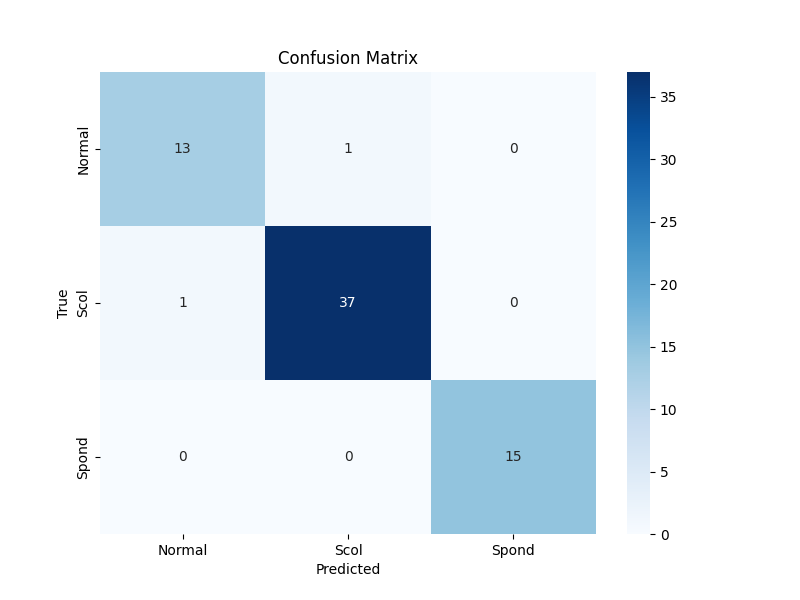 Confusion Matrix
True
Normal 13 1 0
Scol 1 37 0
Spond 0 0 15
Normal Scol Spond
Predicted
35
30
25
20
15
10
5
0